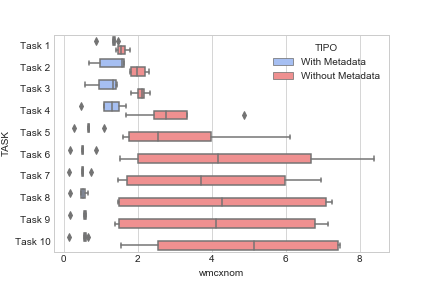 TIPO
With Metadata
Without Metadata
TASK
Task 1
Task 2
Task 3
Task 4
Task 5
Task 6
Task 7
Task 8
Task 9
Task 10
0 2 4 6 8
wmcxnom